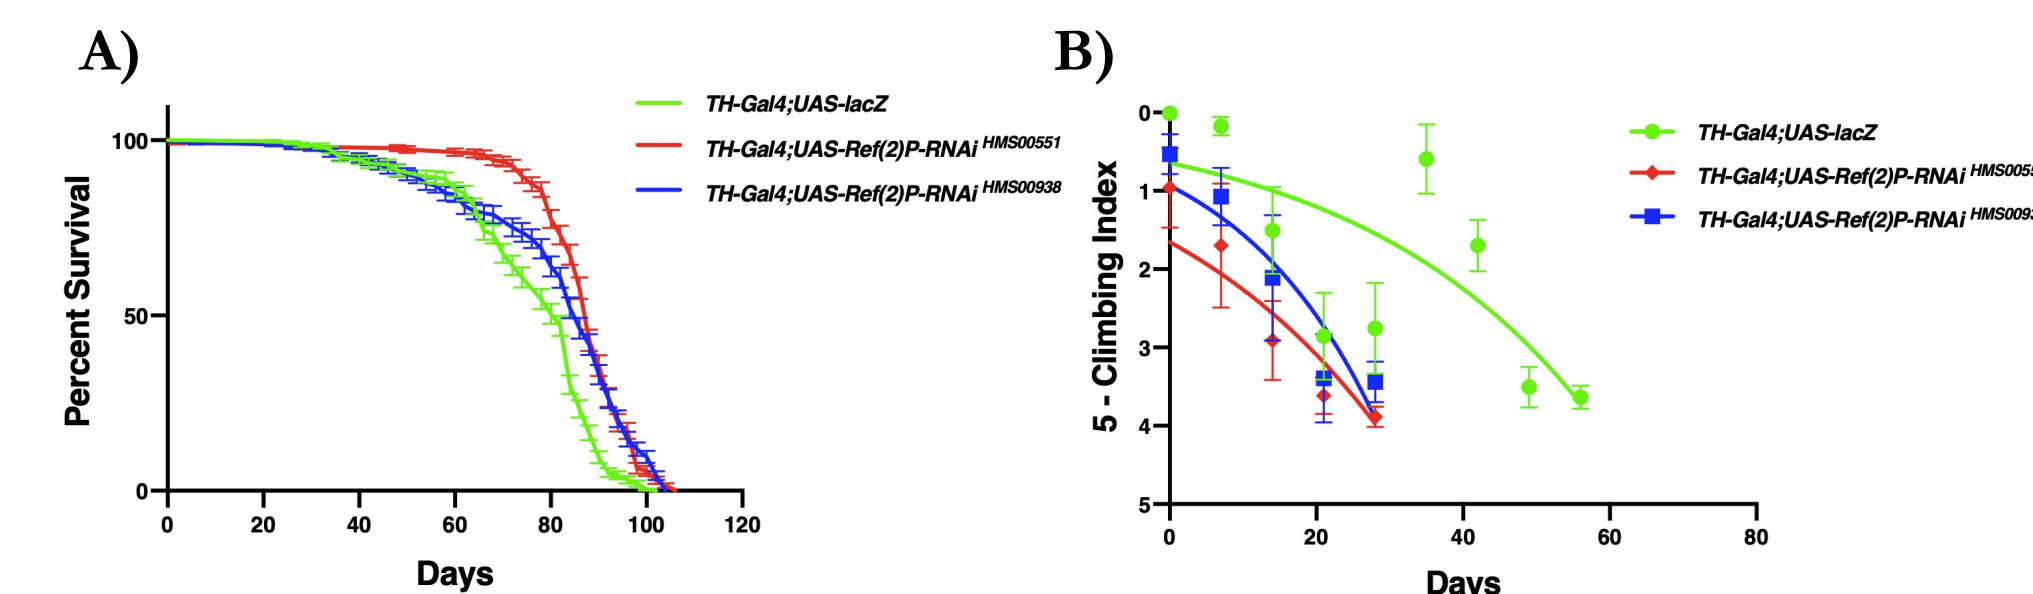 A)
B)
TH-Gal4;UAS-lacZ
TH-Gal4;UAS-Ref(2)P-RNAi HMS00551
TH-Gal4;UAS-Ref(2)P-RNAi HMS00938
Percent Survival
100
50
0
0 20 40 60 80 100 120
Days
TH-Gal4;UAS-lacZ
TH-Gal4;UAS-Ref(2)P-RNAi HMS0055
TH-Gal4;UAS-Ref(2)P-RNAi HMS0093
5 - Climbing Index
0
1
2
3
4
5
0 20 40 60 80
Days